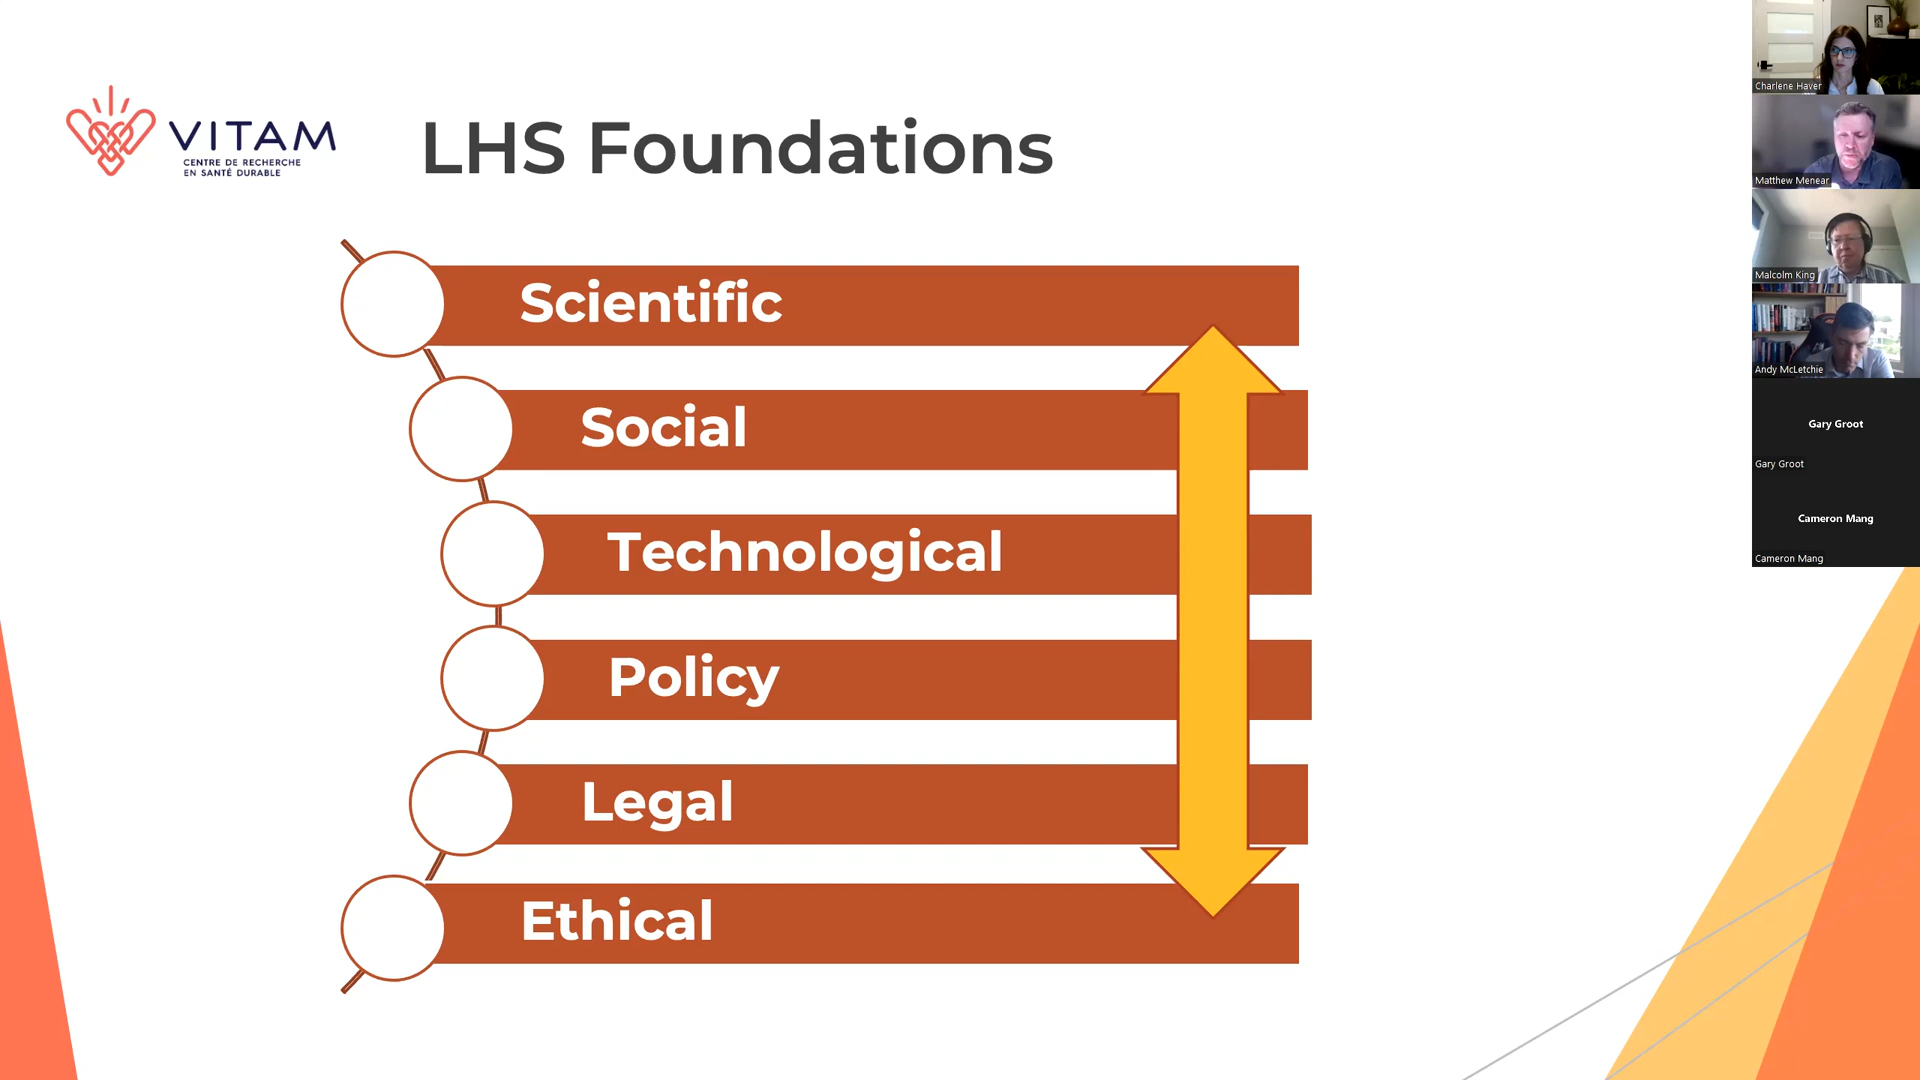 VITAM
CENTRE DE RECHERCHE
EN SANTÉ DURABLE
LHS Foundations
Scientific
Social
Technological
Policy
Legal
Ethical
Charlene Haver
Matthew Menear
Malcolm King
Andy McLetchie
Gary Groot
Gary Groot
Cameron Mang
Cameron Mang